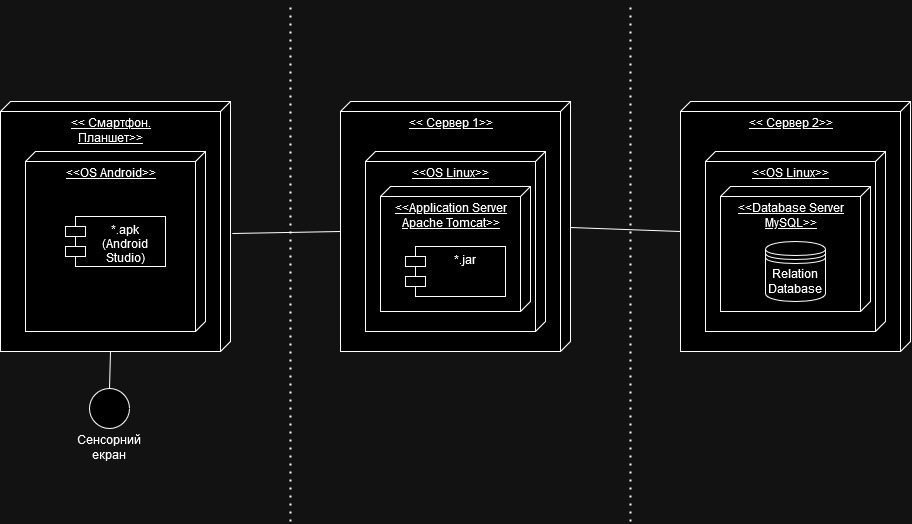 << Смартфон.
Планшет>>
<<OS Android>>
*.apk
(Android
Studio)
Сенсорний
екран
<< Сервер 1>>
<<OS Linux>>
<<Application Server
Apache Tomcat>>
*.jar
<< Сервер 2>>
<<OS Linux>>
<<Database Server
MySQL>>
Relation
Database